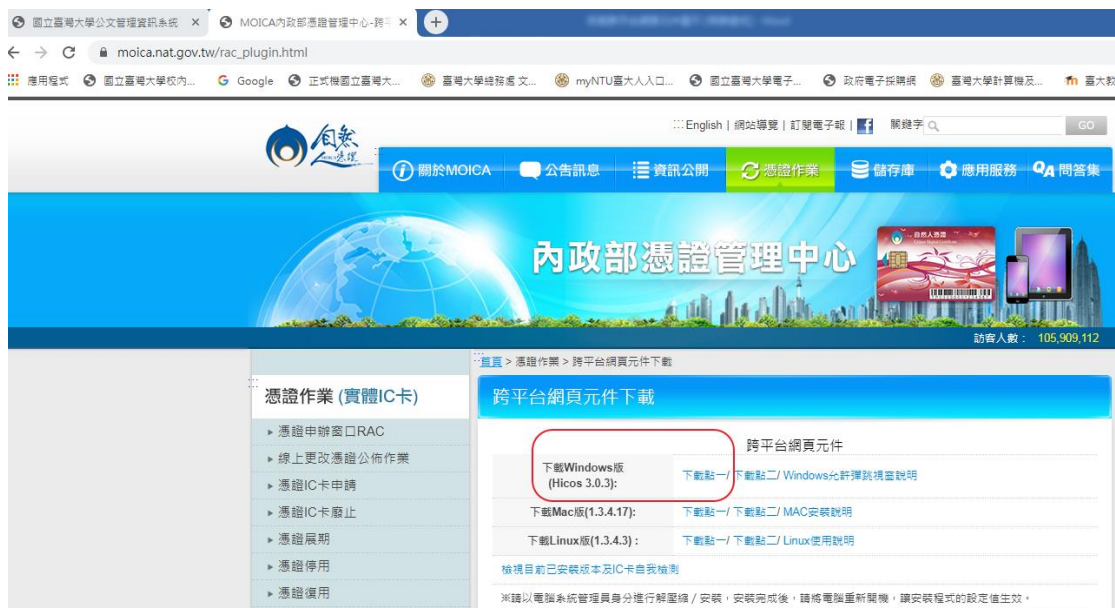 國立臺灣大學公文管理資訊系統
MOICA內政部憑證管理中心-跨平
moica.nat.gov.tw/rac_plugin.html
應用程式 國立臺灣大學校內... Google 正式機國立臺灣大... 臺灣大學總務處 文... myNTU臺大人入口... 國立臺灣大學電子... 政府電子採購網 臺灣大學計算機及... 臺大教
自然人憑證
:::English | 網站導覽 | 訂閱電子報 | 關鍵字 GO
關於MOICA 公告訊息 資訊公開 憑證作業 儲存庫 應用服務 QA 問答集
內政部憑證管理中心
自然人憑證
訪客人數： 105,909,112
:::首頁 > 憑證作業 > 跨平台網頁元件下載
憑證作業 (實體IC卡)
憑證申辦窗口RAC
線上更改憑證公佈作業
憑證IC卡申請
憑證IC卡廢止
憑證展期
憑證停用
憑證復用
跨平台網頁元件下載
跨平台網頁元件
下載Windows版
(Hicos 3.0.3):
下載點一/ 下載點二/ Windows允許彈跳視窗說明
下載Mac版(1.3.4.17): 下載點一/ 下載點二/ MAC安裝說明
下載Linux版(1.3.4.3) : 下載點一/ 下載點二/ Linux使用說明
檢視目前已安裝版本及IC卡自我檢測
※請以電腦系統管理員身分進行解壓縮 / 安裝，安裝完成後，請將電腦重新開機，讓安裝程式的設定值生效。